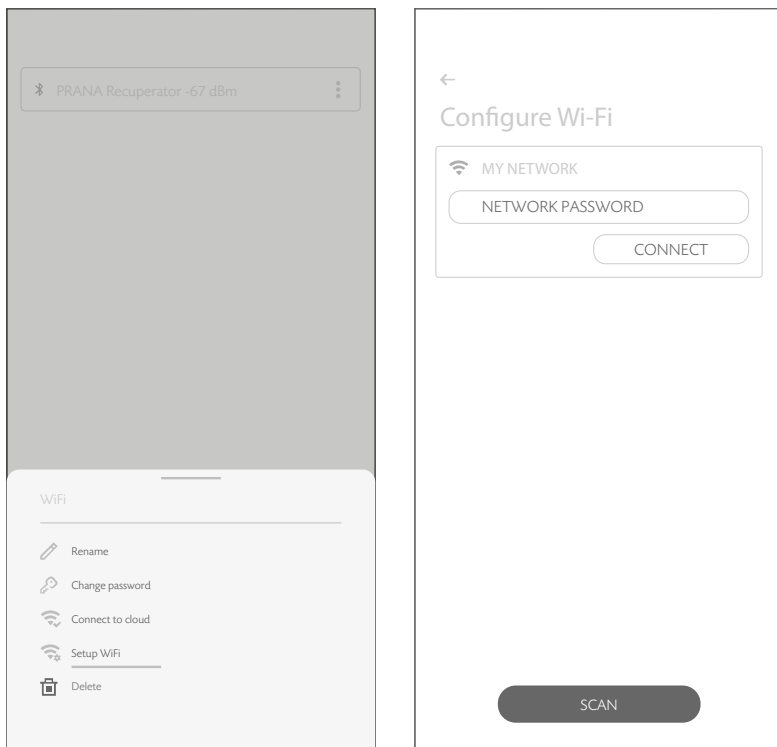 PRANA Recuperator -67 dBm
WiFi
Rename
Change password
Connect to cloud
Setup WiFi
Delete
Configure Wi-Fi
MY NETWORK
NETWORK PASSWORD
CONNECT
SCAN